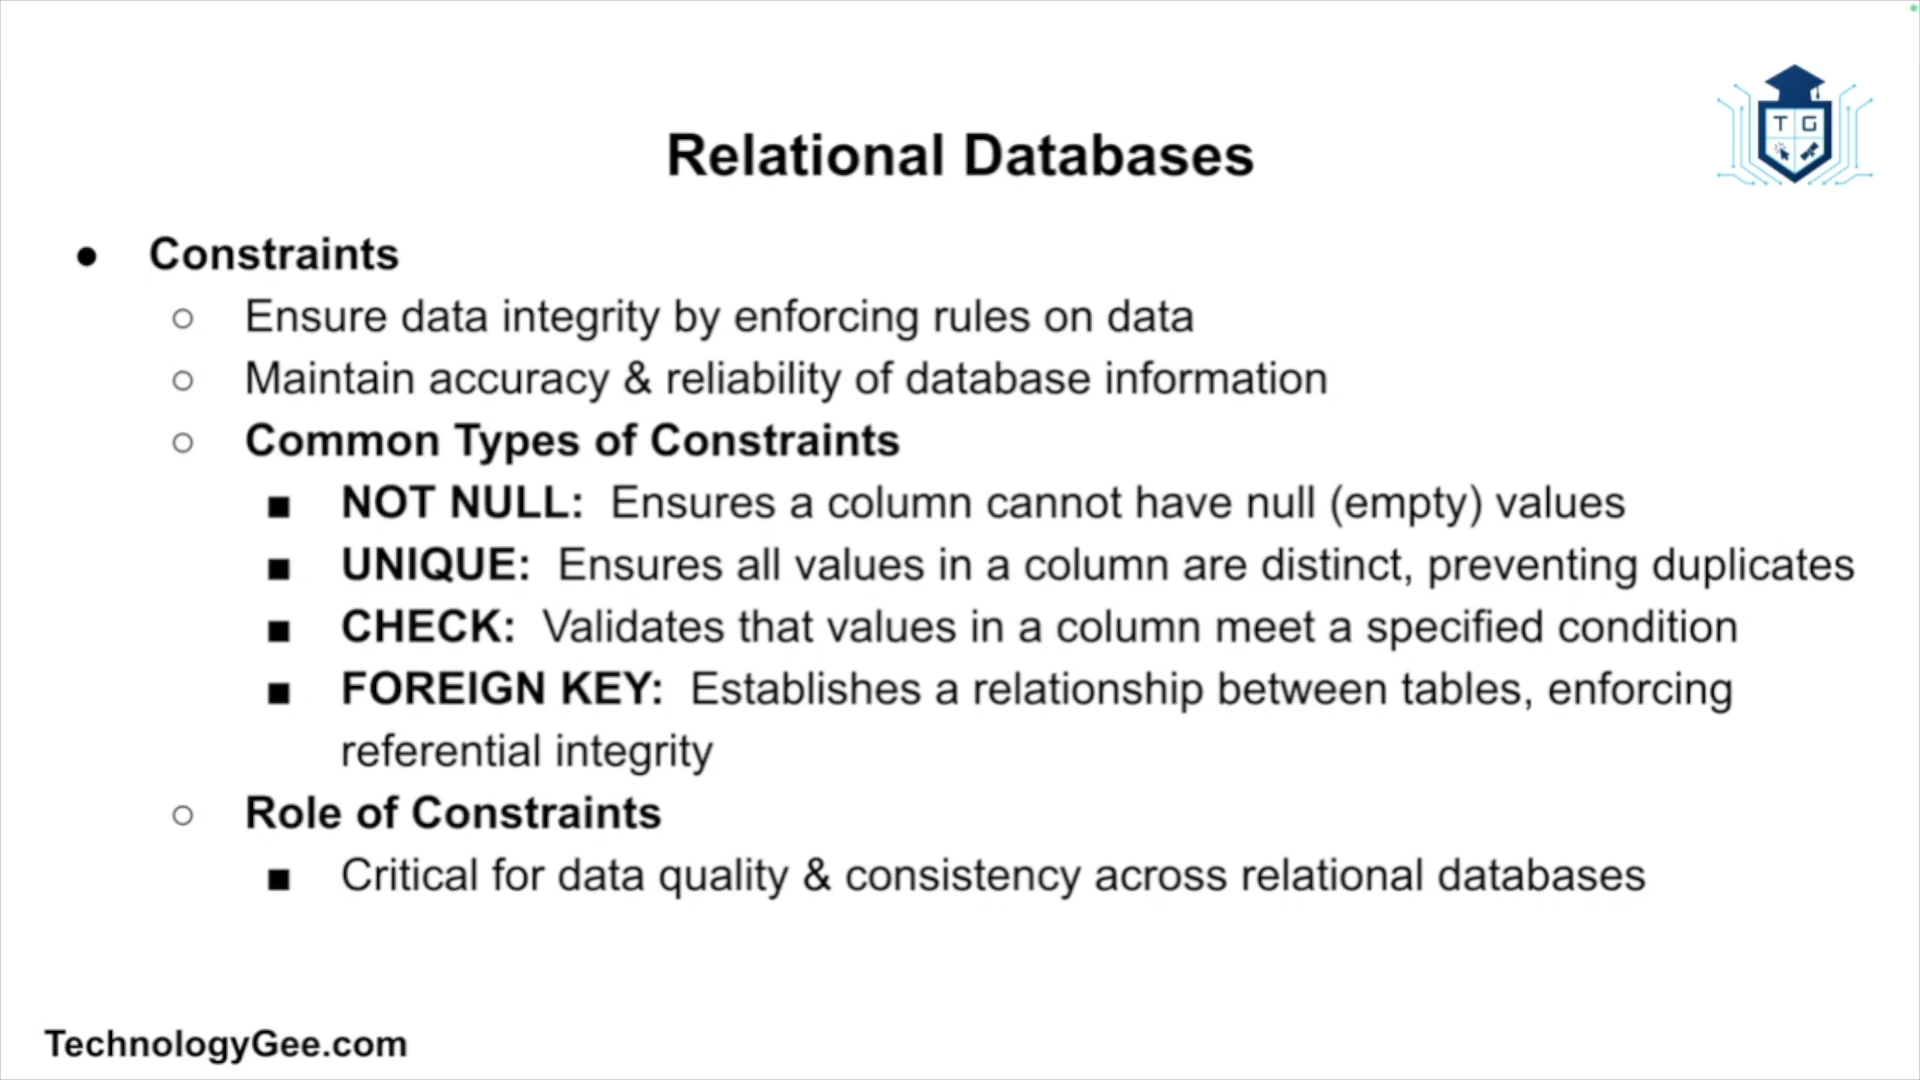 T G
Relational Databases
● Constraints
○ Ensure data integrity by enforcing rules on data
○ Maintain accuracy & reliability of database information
○ Common Types of Constraints
■ NOT NULL: Ensures a column cannot have null (empty) values
■ UNIQUE: Ensures all values in a column are distinct, preventing duplicates
■ CHECK: Validates that values in a column meet a specified condition
■ FOREIGN KEY: Establishes a relationship between tables, enforcing
referential integrity
○ Role of Constraints
■ Critical for data quality & consistency across relational databases
TechnologyGee.com